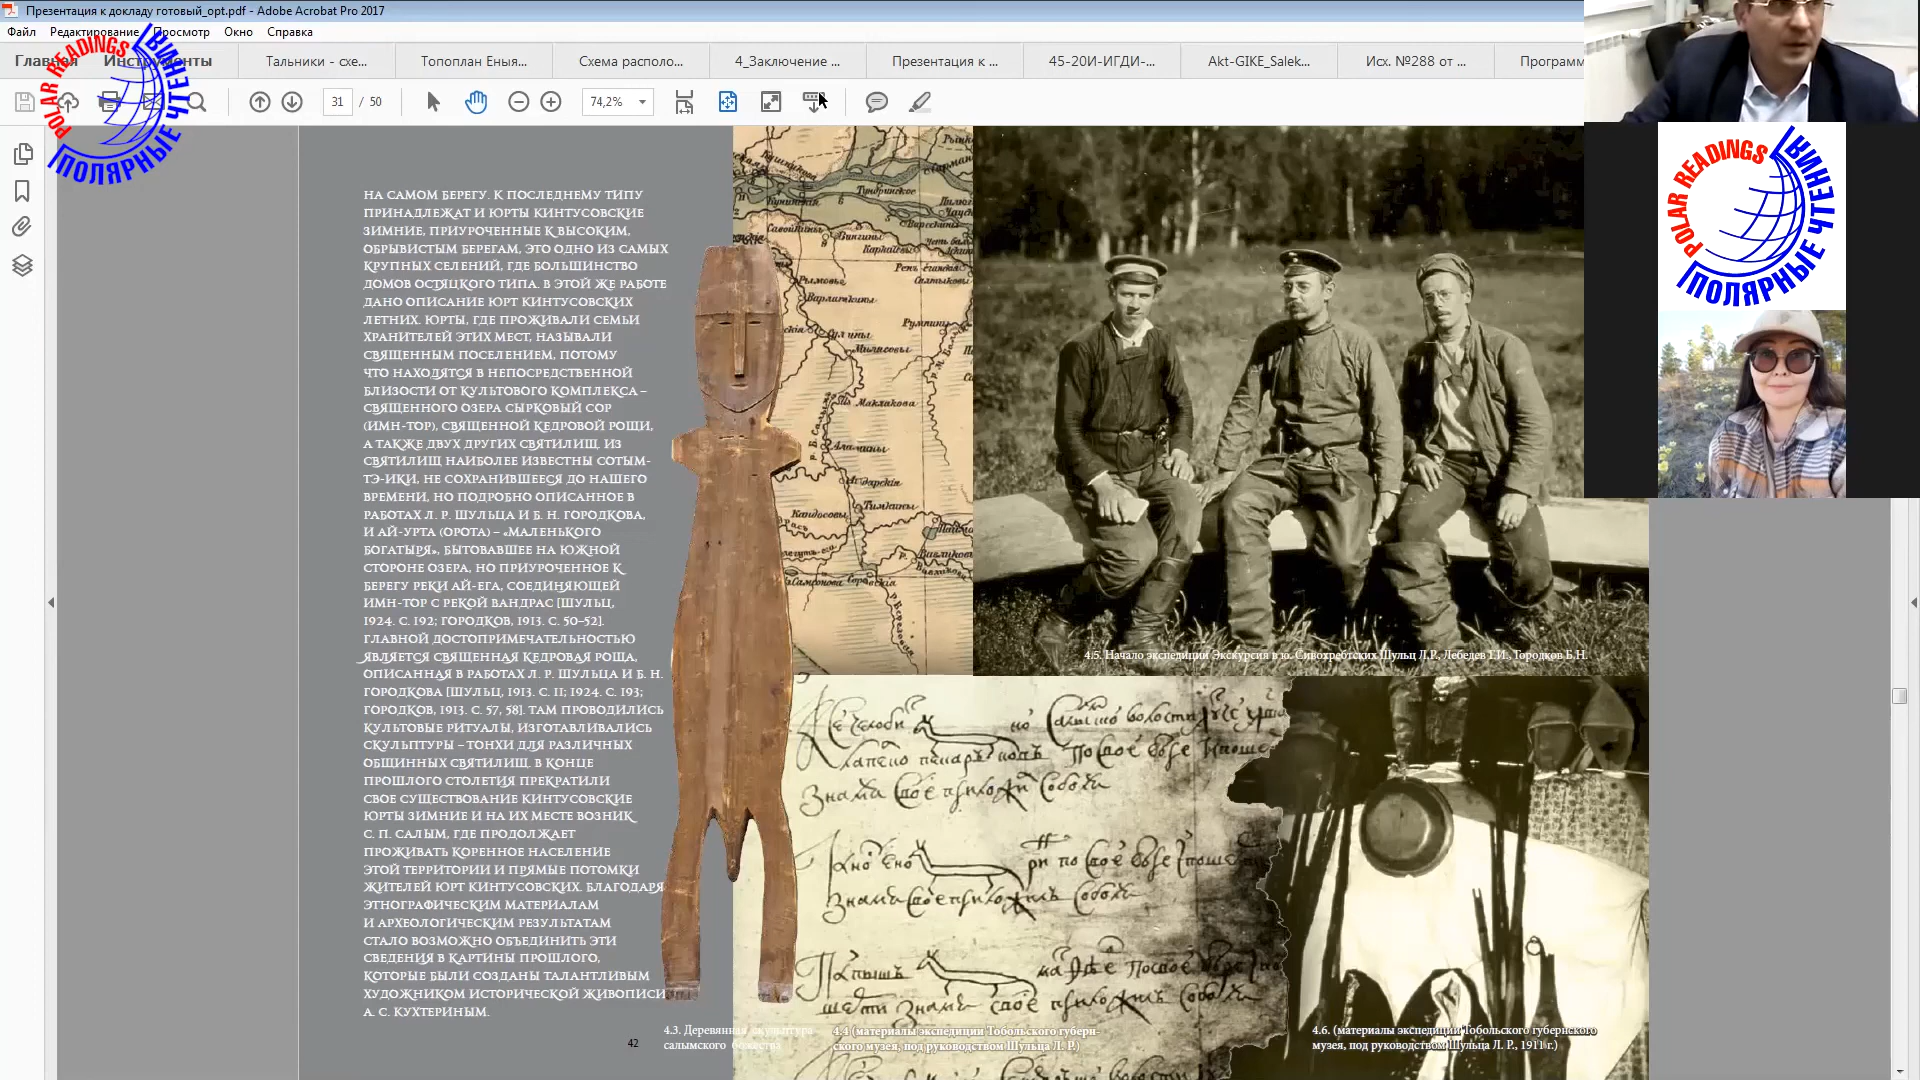 Презентация к докладу готовый_opt.pdf - Adobe Acrobat Pro 2017
Файл Редактирование Просмотр Окно Справка
Главная Инструменты Тальники - схе... Топоплан Еныя... Схема располо... 4_Заключение ... Презентация к ... 45-20И-ИГДИ-... Akt-GIKE_Salek... Исх. №288 от ... Программ
31 / 50 74,2%
POLAR READINGS
ПОЛЯРНЫЕ ЧТЕНИЯ
POLAR READINGS
ПОЛЯРНЫЕ ЧТЕНИЯ
НА САМОМ БЕРЕГУ. К ПОСЛЕДНЕМУ ТИПУ
ПРИНАДЛЕЖАТ И ЮРТЫ КИНТУСОВСКИЕ
ЗИМНИЕ, ПРИУРОЧЕННЫЕ К ВЫСОКИМ,
ОБРЫВИСТЫМ БЕРЕГАМ, ЭТО ОДНО ИЗ САМЫХ
КРУПНЫХ СЕЛЕНИЙ, ГДЕ БОЛЬШИНСТВО
ДОМОВ ОСТЯЦКОГО ТИПА. В ЭТОЙ ЖЕ РАБОТЕ
ДАНО ОПИСАНИЕ ЮРТ КИНТУСОВСКИХ
ЛЕТНИХ. ЮРТЫ, ГДЕ ПРОЖИВАЛИ СЕМЬИ
ХРАНИТЕЛЕЙ ЭТИХ МЕСТ, НАЗЫВАЛИ
СВЯЩЕННЫМ ПОСЕЛЕНИЕМ, ПОТОМУ
ЧТО НАХОДЯТСЯ В НЕПОСРЕДСТВЕННОЙ
БЛИЗОСТИ ОТ КУЛЬТОВОГО КОМПЛЕКСА –
СВЯЩЕННОГО ОЗЕРА СЫРКОВЫЙ СОР
(ИМН-ТОР), СВЯЩЕННОЙ КЕДРОВОЙ РОЩИ,
А ТАКЖЕ ДВУХ ДРУГИХ СВЯТИЛИЩ. ИЗ
СВЯТИЛИЩ НАИБОЛЕЕ ИЗВЕСТНЫ СОТЫМ-
ТЭ-ИКИ, НЕ СОХРАНИВШЕЕСЯ ДО НАШЕГО
ВРЕМЕНИ, НО ПОДРОБНО ОПИСАННОЕ В
РАБОТАХ Л. Р. ШУЛЬЦА И Б. Н. ГОРОДКОВА,
И АЙ-УРТА (ОРОТА) – «МАЛЕНЬКОГО
БОГАТЫРЯ», БЫТОВАВШЕЕ НА ЮЖНОЙ
СТОРОНЕ ОЗЕРА, НО ПРИУРОЧЕННОЕ К
БЕРЕГУ РЕКИ АЙ-ЕГА, СОЕДИНЯЮЩЕЙ
ИМН-ТОР С РЕКОЙ ВАНДРАС [ШУЛЬЦ,
1924. С. 192; ГОРОДКОВ, 1913. С. 50–52].
ГЛАВНОЙ ДОСТОПРИМЕЧАТЕЛЬНОСТЬЮ
ЯВЛЯЕТСЯ СВЯЩЕННАЯ КЕДРОВАЯ РОЩА,
ОПИСАННАЯ В РАБОТАХ Л. Р. ШУЛЬЦА И Б. Н.
ГОРОДКОВА [ШУЛЬЦ, 1913. С. 11; 1924. С. 193;
ГОРОДКОВ, 1913. С. 57, 58]. ТАМ ПРОВОДИЛИСЬ
КУЛЬТОВЫЕ РИТУАЛЫ, ИЗГОТАВЛИВАЛИСЬ
СКУЛЬПТУРЫ – ТОНХИ ДЛЯ РАЗЛИЧНЫХ
ОБЩИННЫХ СВЯТИЛИЩ. В КОНЦЕ
ПРОШЛОГО СТОЛЕТИЯ ПРЕКРАТИЛИ
СВОЕ СУЩЕСТВОВАНИЕ КИНТУСОВСКИЕ
ЮРТЫ ЗИМНИЕ И НА ИХ МЕСТЕ ВОЗНИК
С. П. САЛЫМ, ГДЕ ПРОДОЛЖАЕТ
ПРОЖИВАТЬ КОРЕННОЕ НАСЕЛЕНИЕ
ЭТОЙ ТЕРРИТОРИИ И ПРЯМЫЕ ПОТОМКИ
ЖИТЕЛЕЙ ЮРТ КИНТУСОВСКИХ. БЛАГОДАРЯ
ЭТНОГРАФИЧЕСКИМ МАТЕРИАЛАМ
И АРХЕОЛОГИЧЕСКИМ РЕЗУЛЬТАТАМ
СТАЛО ВОЗМОЖНО ОБЪЕДИНИТЬ ЭТИ
СВЕДЕНИЯ В КАРТИНЫ ПРОШЛОГО,
КОТОРЫЕ БЫЛИ СОЗДАНЫ ТАЛАНТЛИВЫМ
ХУДОЖНИКОМ ИСТОРИЧЕСКОЙ ЖИВОПИСИ
А. С. КУХТЕРИНЫМ.
42
Тундринское
Рымовы
Милясовы
Маклакова
Аламины
Тимкины
Кандосовы
4.5. Начало экспедиции Экскурсия в ю. Сивохребтских Шульц Л.Р., Лебедев Г.И., Городков Б.Н.
4.3. Деревянная скульптура
салымского божества
4.4 (материалы экспедиции Тобольского губерн-
ского музея, под руководством Шульца Л. Р.)
4.6. (материалы экспедиции Тобольского губернского
музея, под руководством Шульца Л. Р., 1911 г.)